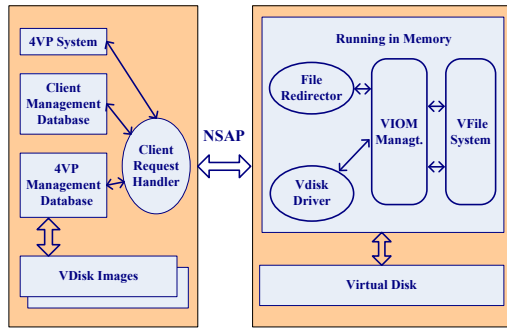 4VP System
Client
Management
Database
4VP
Management
Database
Client
Request
Handler
VDisk Images
NSAP
Running in Memory
File
Redirector
VIOM
Managt.
VFile
System
Vdisk
Driver
Virtual Disk